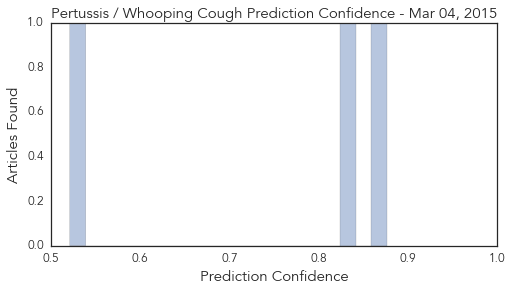 Pertussis / Whooping Cough Prediction Confidence - Mar 04, 2015
1.0
0.8
0.6
0.4
0.2
0.0
Articles Found
0.5 0.6 0.7 0.8 0.9 1.0
Prediction Confidence